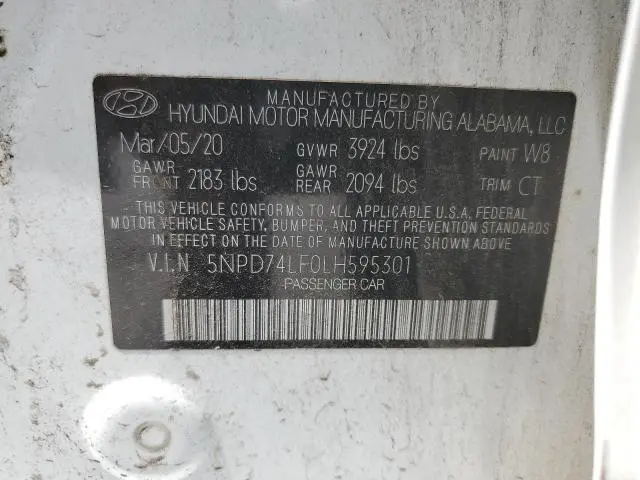 MANUFACTURED BY
HYUNDAI MOTOR MANUFACTURING ALABAMA, LLC
Mar/05/20 GVWR 3924 lbs PAINT W8
GAWR FRONT 2183 lbs GAWR REAR 2094 lbs TRIM CT
THIS VEHICLE CONFORMS TO ALL APPLICABLE U.S.A. FEDERAL
MOTOR VEHICLE SAFETY, BUMPER, AND THEFT PREVENTION STANDARDS
IN EFFECT ON THE DATE OF MANUFACTURE SHOWN ABOVE.
V.I.N 5NPD74LF0LH595301
PASSENGER CAR